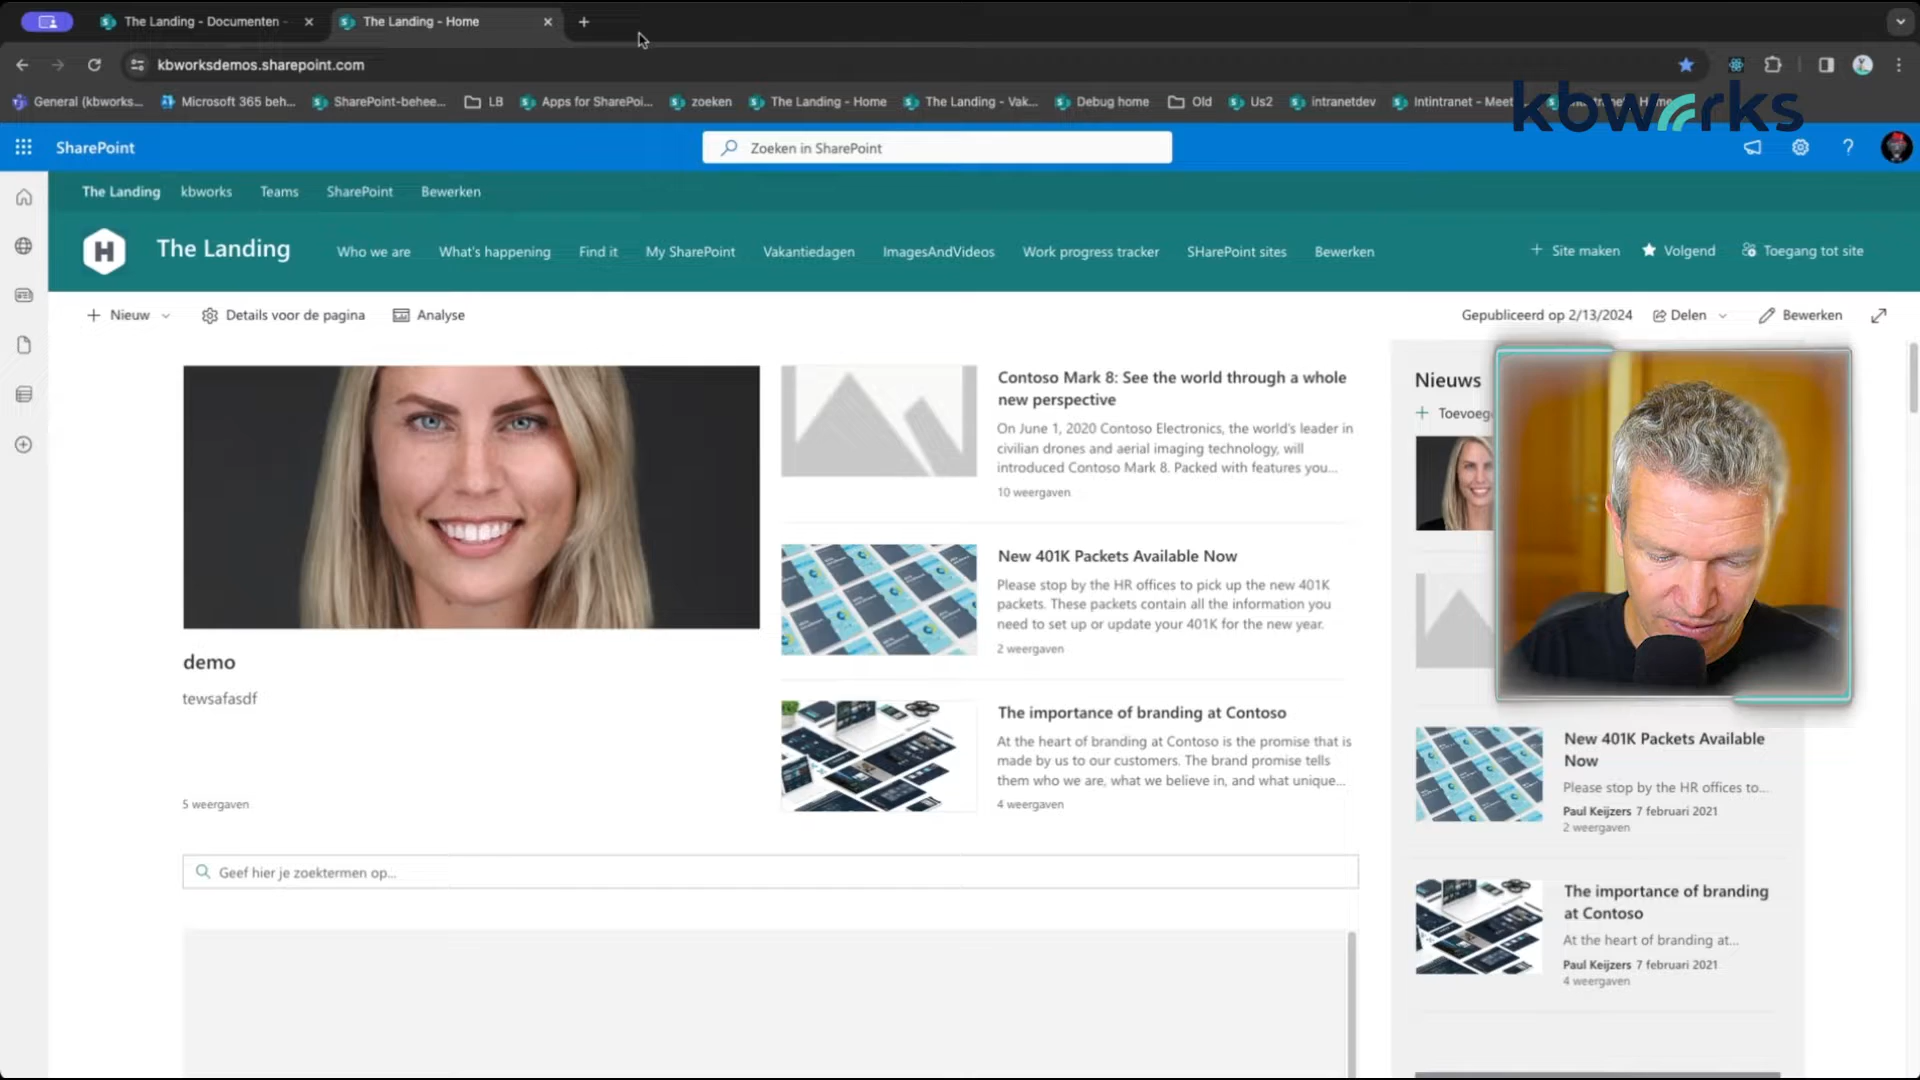 The Landing - Documenten -
The Landing - Home
kbworksdemos.sharepoint.com
General (kbworks...
Microsoft 365 beh...
SharePoint-behee...
LB
Apps for SharePoi...
zoeken
The Landing - Home
The Landing - Vak...
Debug home
Old
Us2
intranetdev
Intintranet - Meet
kbworks
SharePoint
Zoeken in SharePoint
The Landing
kbworks
Teams
SharePoint
Bewerken
H
The Landing
Who we are
What's happening
Find it
My SharePoint
Vakantiedagen
ImagesAndVideos
Work progress tracker
SHarePoint sites
Bewerken
Site maken
Volgend
Toegang tot site
Nieuw
Details voor de pagina
Analyse
Gepubliceerd op 2/13/2024
Delen
Bewerken
demo
tewsafasdf
5 weergaven
Contoso Mark 8: See the world through a whole
new perspective
On June 1, 2020 Contoso Electronics, the world's leader in
civilian drones and aerial imaging technology, will
introduced Contoso Mark 8. Packed with features you...
10 weergaven
New 401K Packets Available Now
Please stop by the HR offices to pick up the new 401K
packets. These packets contain all the information you
need to set up or update your 401K for the new year.
2 weergaven
The importance of branding at Contoso
At the heart of branding at Contoso is the promise that is
made by us to our customers. The brand promise tells
them who we are, what we believe in, and what unique...
4 weergaven
Geef hier je zoektermen op...
Nieuws
Toevoeg
New 401K Packets Available
Now
Please stop by the HR offices to...
Paul Keijzers 7 februari 2021
2 weergaven
The importance of branding
at Contoso
At the heart of branding at...
Paul Keijzers 7 februari 2021
4 weergaven